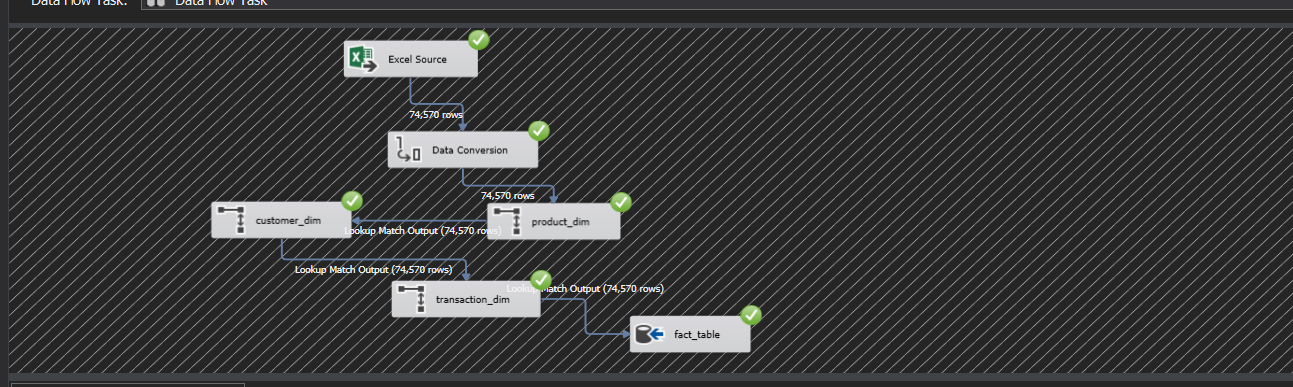 Data Flow Task: Data Flow Task
Excel Source
74,570 rows
Data Conversion
74,570 rows
customer_dim
product_dim
Lookup Match Output (74,570 rows)
Lookup Match Output (74,570 rows)
Lookup Match Output (74,570 rows)
transaction_dim
fact_table